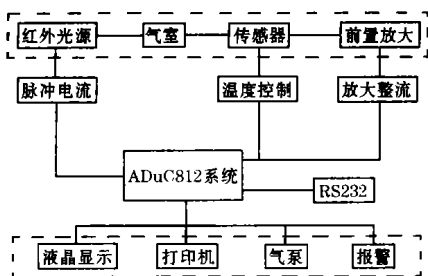 红外光源 气室 传感器 前置放大
脉冲电流 温度控制 放大整流
ADuC812系统
RS232
液晶显示 打印机 气泵 报警